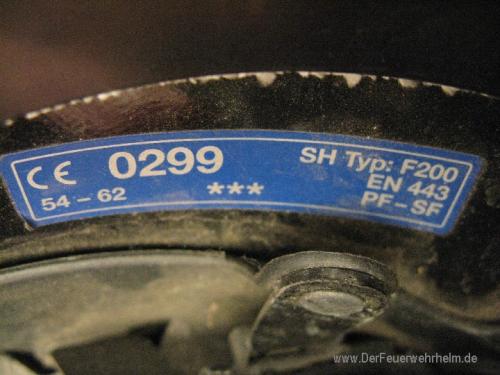 CE 0299 SH Typ: F200
54-62 *** EN 443
PF-SF
www.DerFeuerwehrhelm.de